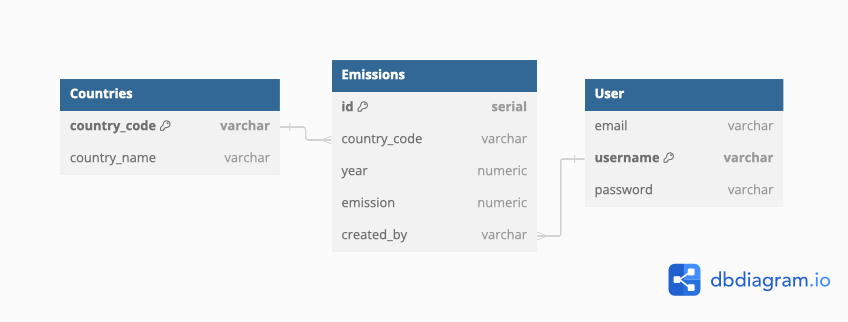 Countries
country_code varchar
country_name varchar
Emissions
id serial
country_code varchar
year numeric
emission numeric
created_by varchar
User
email varchar
username varchar
password varchar
dbdiagram.io